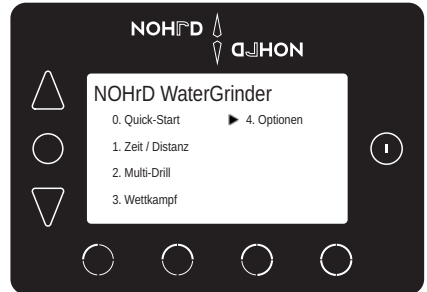 NOHrD
NOHrD
NOHrD WaterGrinder
0. Quick-Start
4. Optionen
1. Zeit / Distanz
2. Multi-Drill
3. Wettkampf